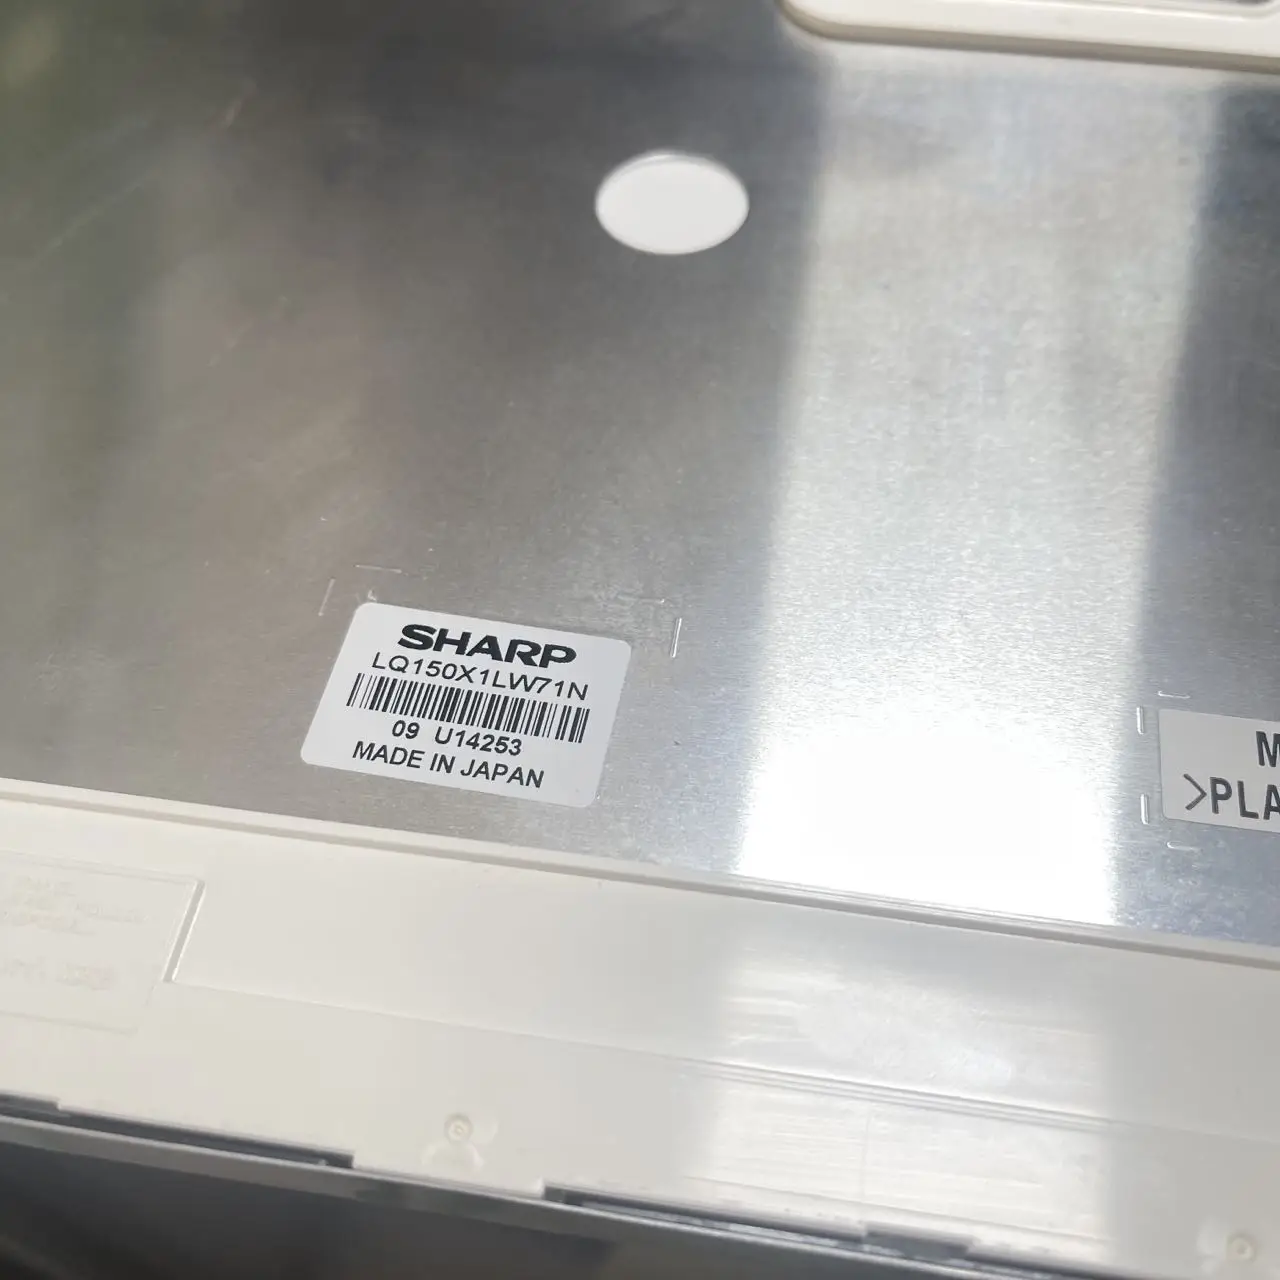 SHARP
LQ150X1LW71N
09 U14253
MADE IN JAPAN
>PLA